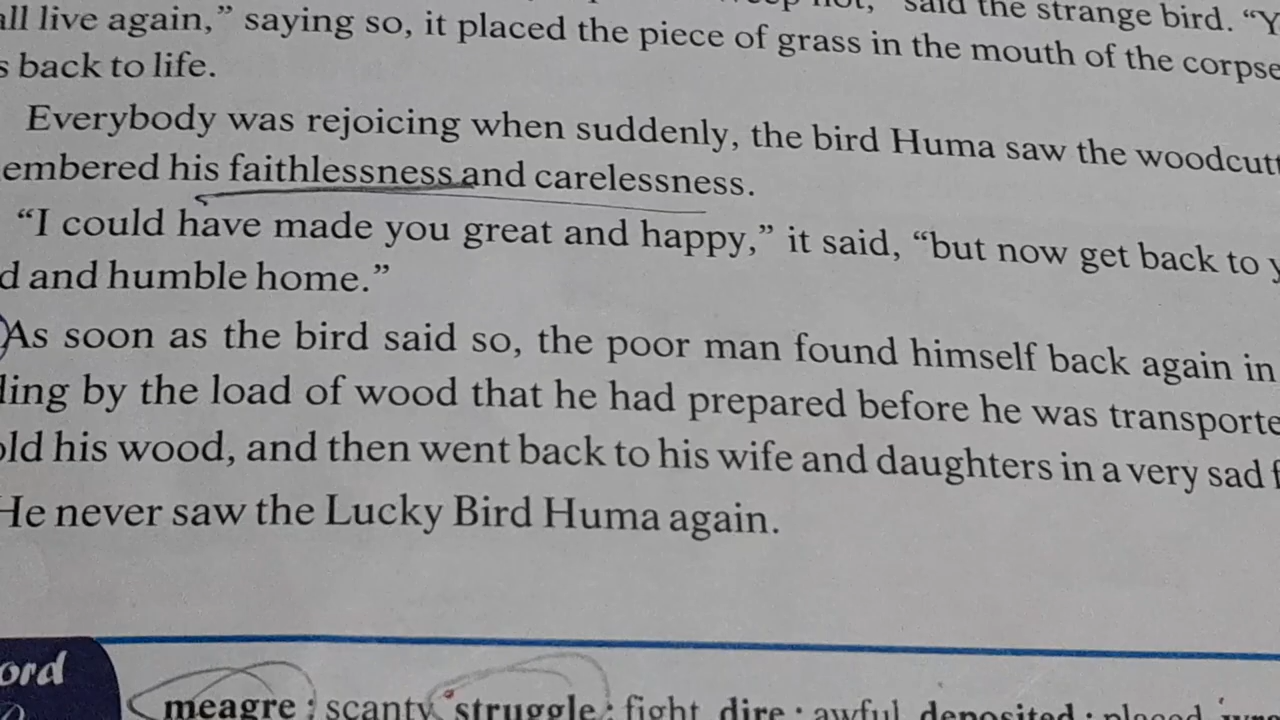 all live again,” saying so, it placed the piece of grass in the mouth of the corpse
s back to life.
Everybody was rejoicing when suddenly, the bird Huma saw the woodcutt
embered his faithlessness and carelessness.
“I could have made you great and happy,” it said, “but now get back to y
d and humble home.”
As soon as the bird said so, the poor man found himself back again in
ling by the load of wood that he had prepared before he was transporte
old his wood, and then went back to his wife and daughters in a very sad f
He never saw the Lucky Bird Huma again.
ord
meagre : scanty struggle : fight dire : awful deposited : placed